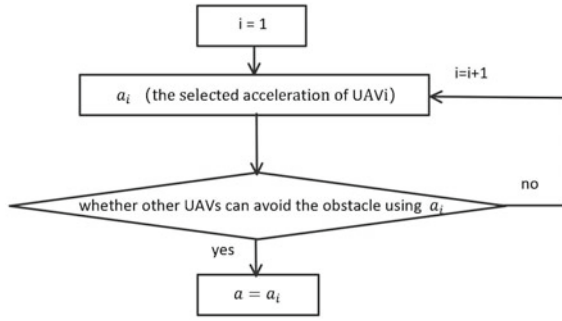 i = 1
i=i+1
a_i (the selected acceleration of UAVi)
whether other UAVs can avoid the obstacle using a_i
no
yes
a = a_i